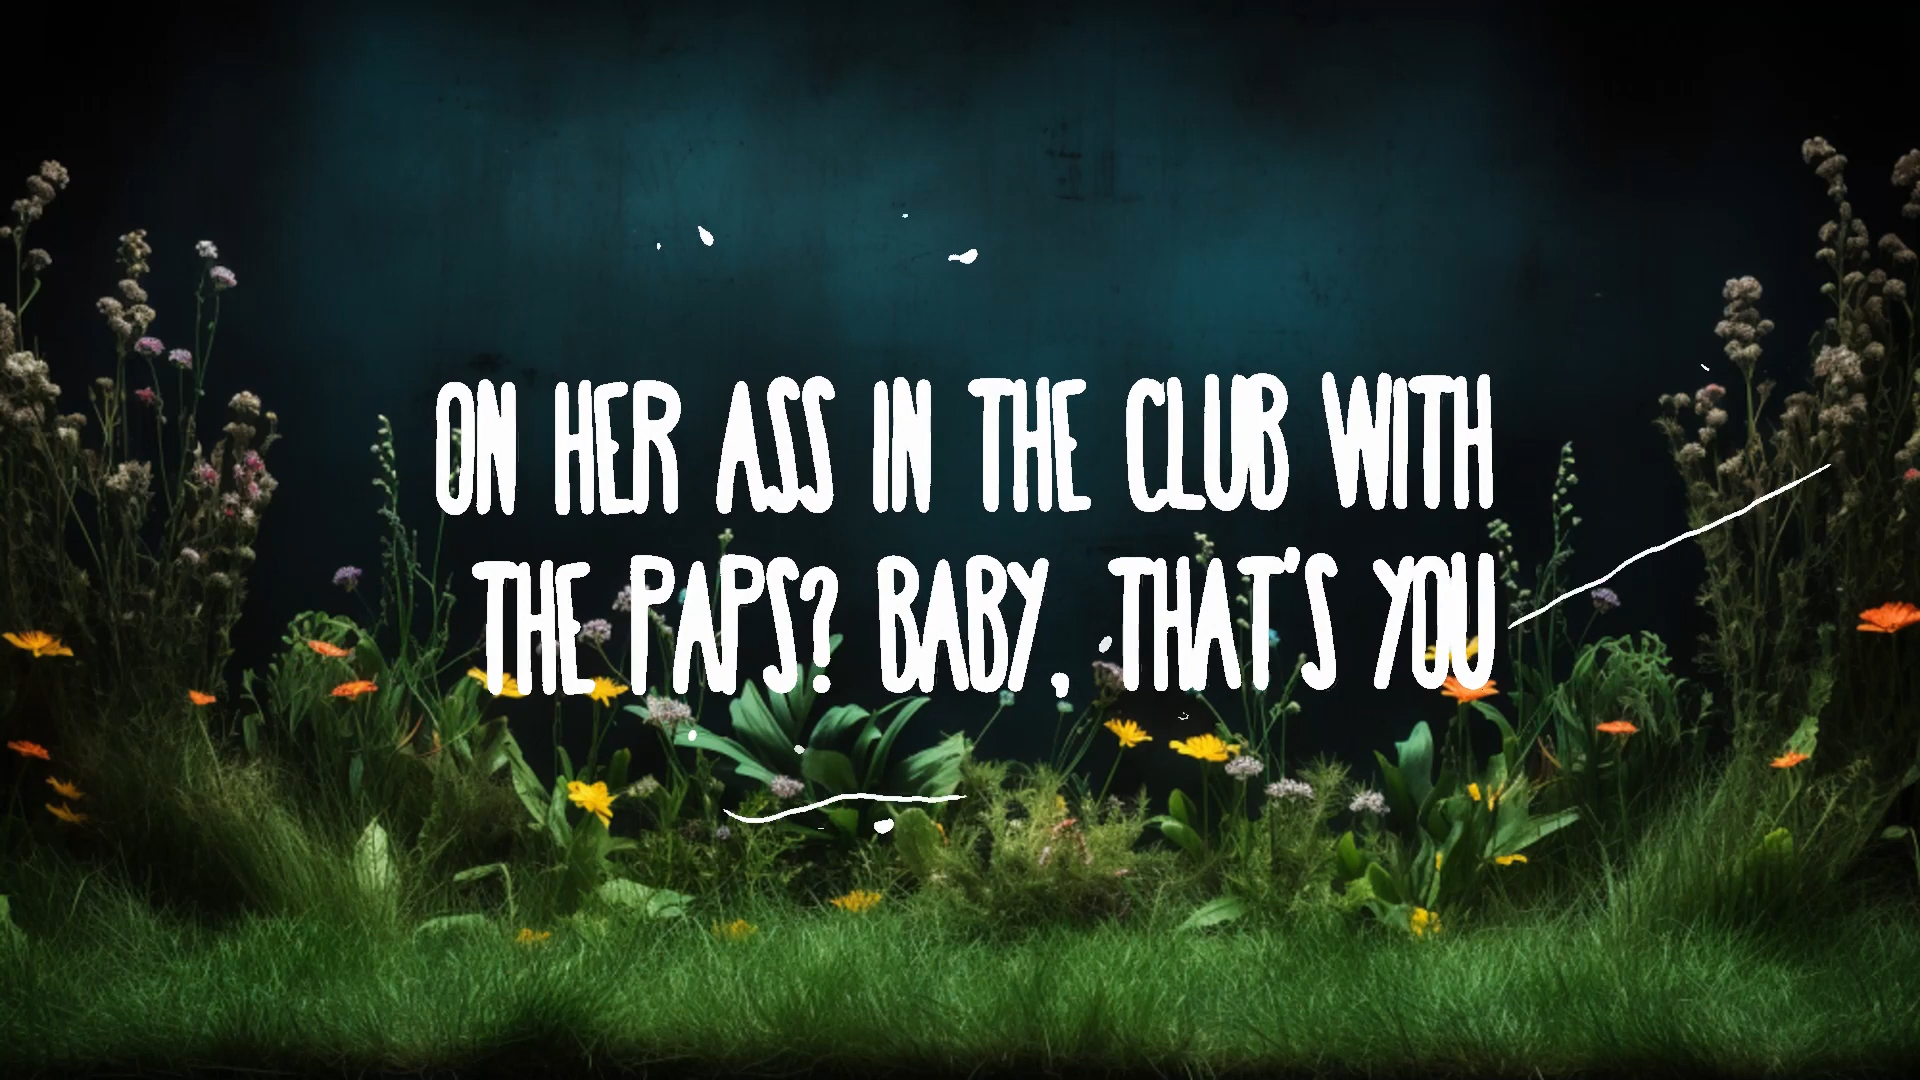 ON HER ASS IN THE CLUB WITH
THE PAPS? BABY, THAT'S YOU